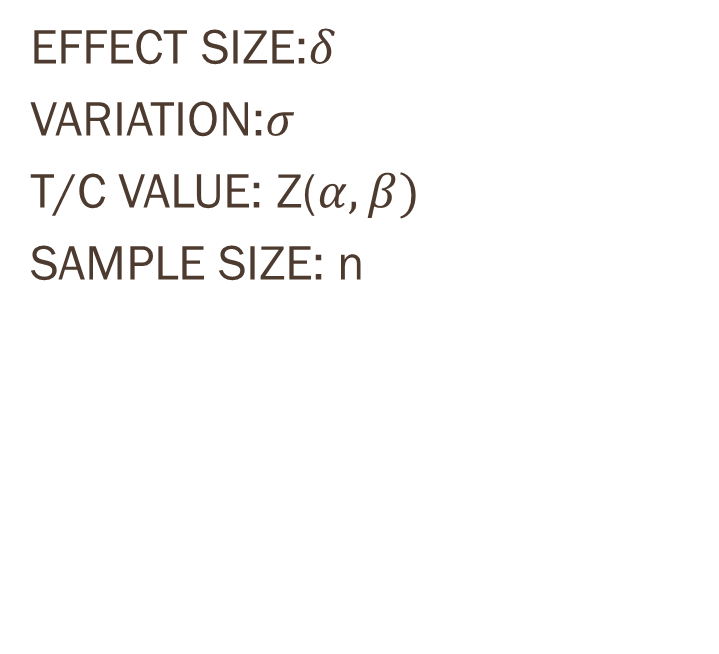 EFFECT SIZE:δ
VARIATION:σ
T/C VALUE: Z(α, β)
SAMPLE SIZE: n